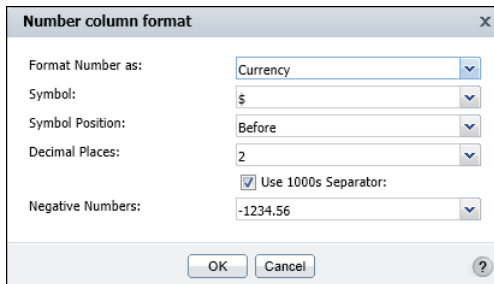 Number column format x
Format Number as: Currency
Symbol: $
Symbol Position: Before
Decimal Places: 2
Use 1000s Separator:
Negative Numbers: -1234.56
OK Cancel ?